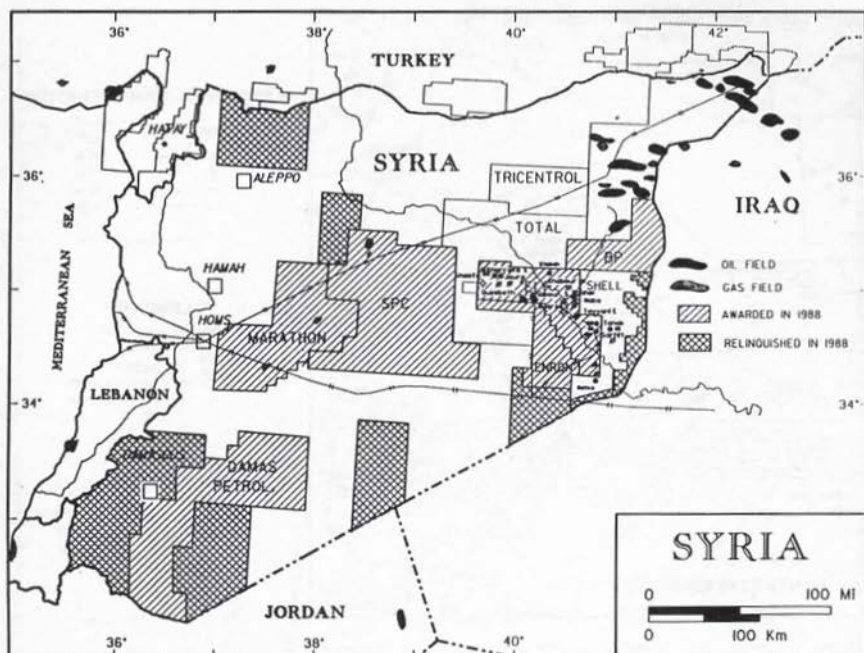 36°
38°
40°
42°
TURKEY
HATAY
SYRIA
ALEPPO
TRICENTROL
36°
36°
IRAQ
TOTAL
MEDITERRANEAN SEA
HAMAH
BP
SHELL
OIL FIELD
GAS FIELD
SPC
HOMS
MARATHON
AWARDED IN 1988
RELINQUISHED IN 1988
ENRON
LEBANON
34°
34°
DAMASCUS
DAMAS
PETROL.
SYRIA
0 100 MI
0 100 Km
JORDAN
36°
38°
40°